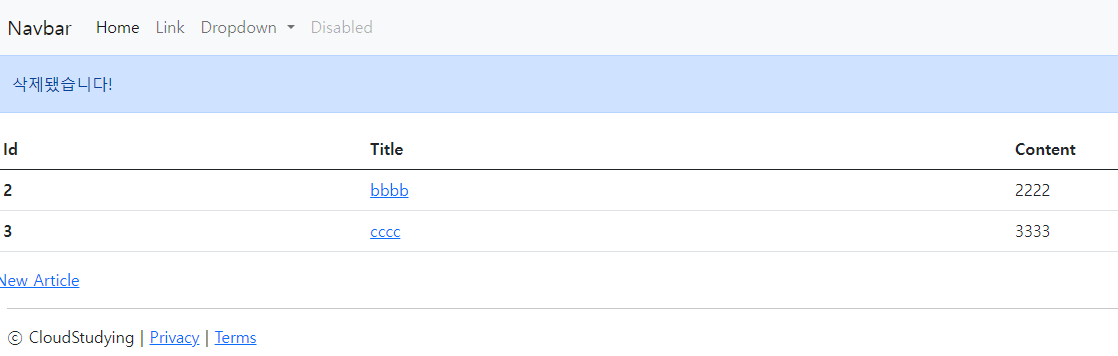 Navbar Home Link Dropdown Disabled
삭제됐습니다!
Id Title Content
2 bbbb 2222
3 cccc 3333
New Article
ⓒ CloudStudying | Privacy | Terms